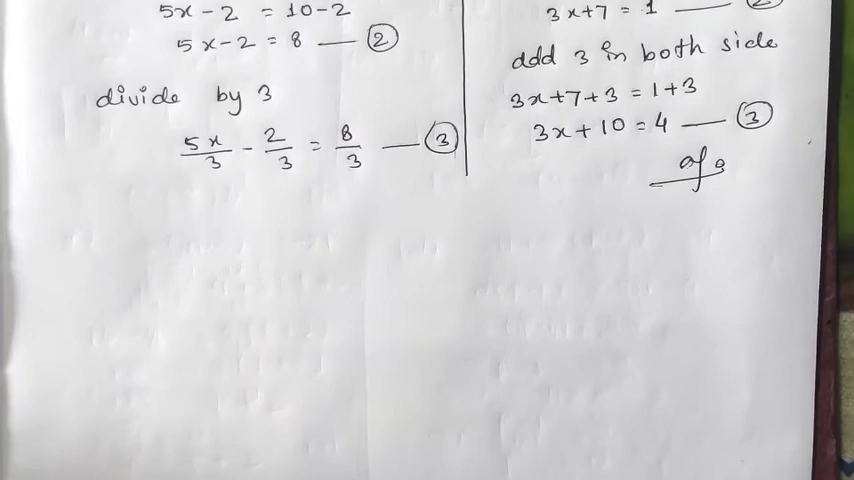 5x - 2 = 10 - 2
5x - 2 = 8 — ②
divide by 3
5x/3 - 2/3 = 8/3 — ③
3x + 7 = 1 — ②
add 3 in both side
3x + 7 + 3 = 1 + 3
3x + 10 = 4 — ③